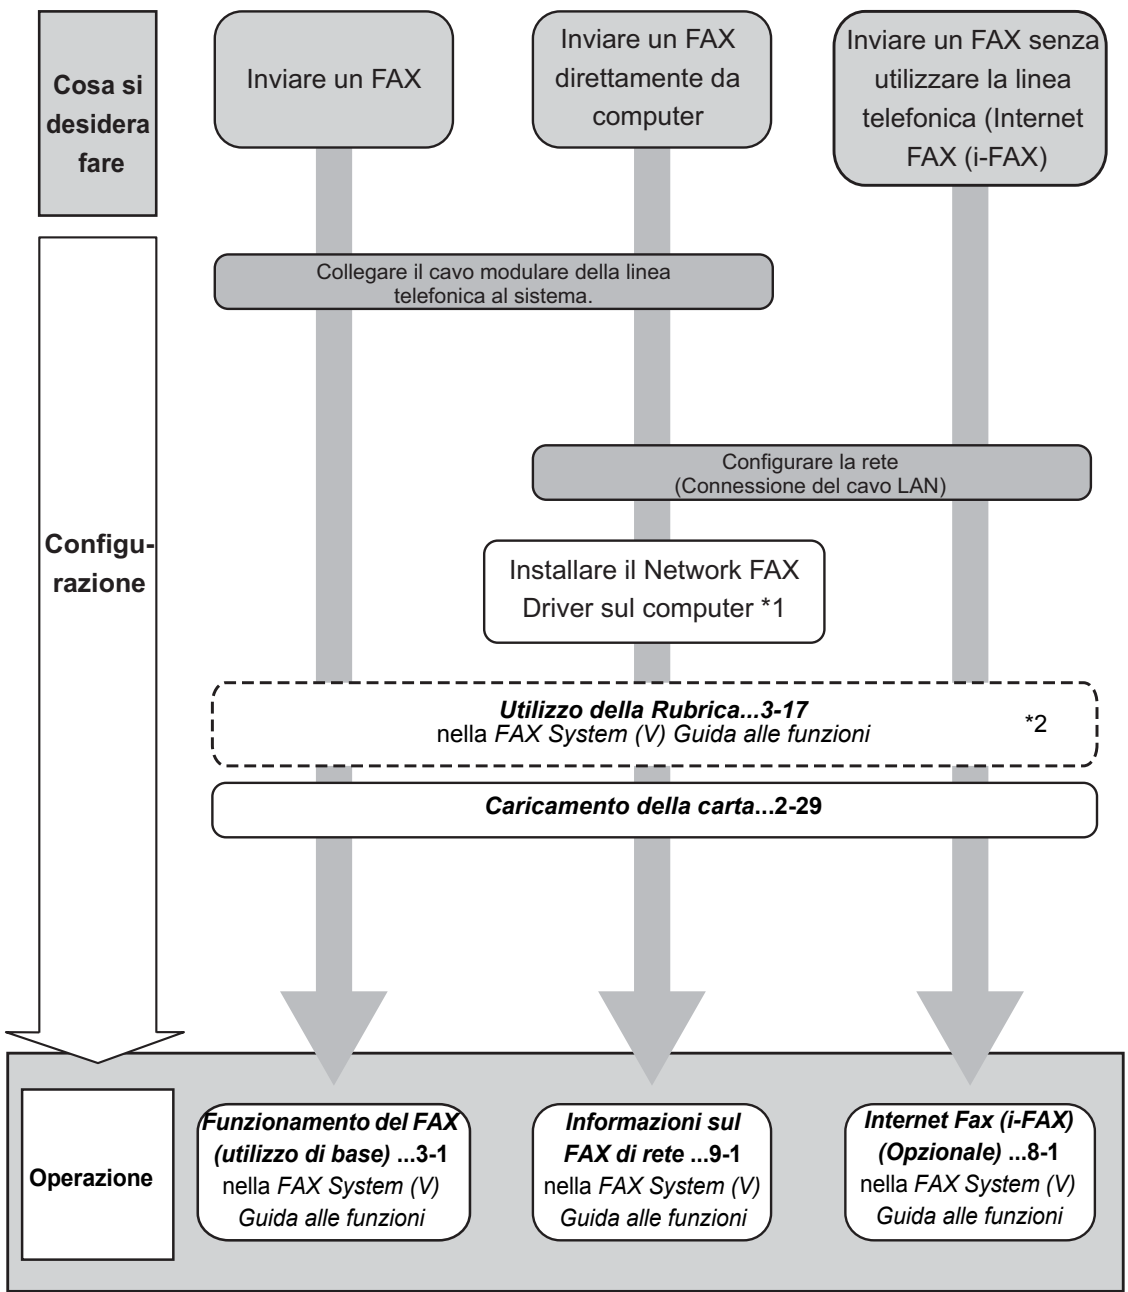 Cosa si
desidera
fare
Inviare un FAX
Inviare un FAX
direttamente da
computer
Inviare un FAX senza
utilizzare la linea
telefonica (Internet
FAX (i-FAX)
Collegare il cavo modulare della linea
telefonica al sistema.
Configurare la rete
(Connessione del cavo LAN)
Configu-
razione
Installare il Network FAX
Driver sul computer *1
Utilizzo della Rubrica...3-17
nella FAX System (V) Guida alle funzioni
*2
Caricamento della carta...2-29
Operazione
Funzionamento del FAX
(utilizzo di base) ...3-1
nella FAX System (V)
Guida alle funzioni
Informazioni sul
FAX di rete ...9-1
nella FAX System (V)
Guida alle funzioni
Internet Fax (i-FAX)
(Opzionale) ...8-1
nella FAX System (V)
Guida alle funzioni